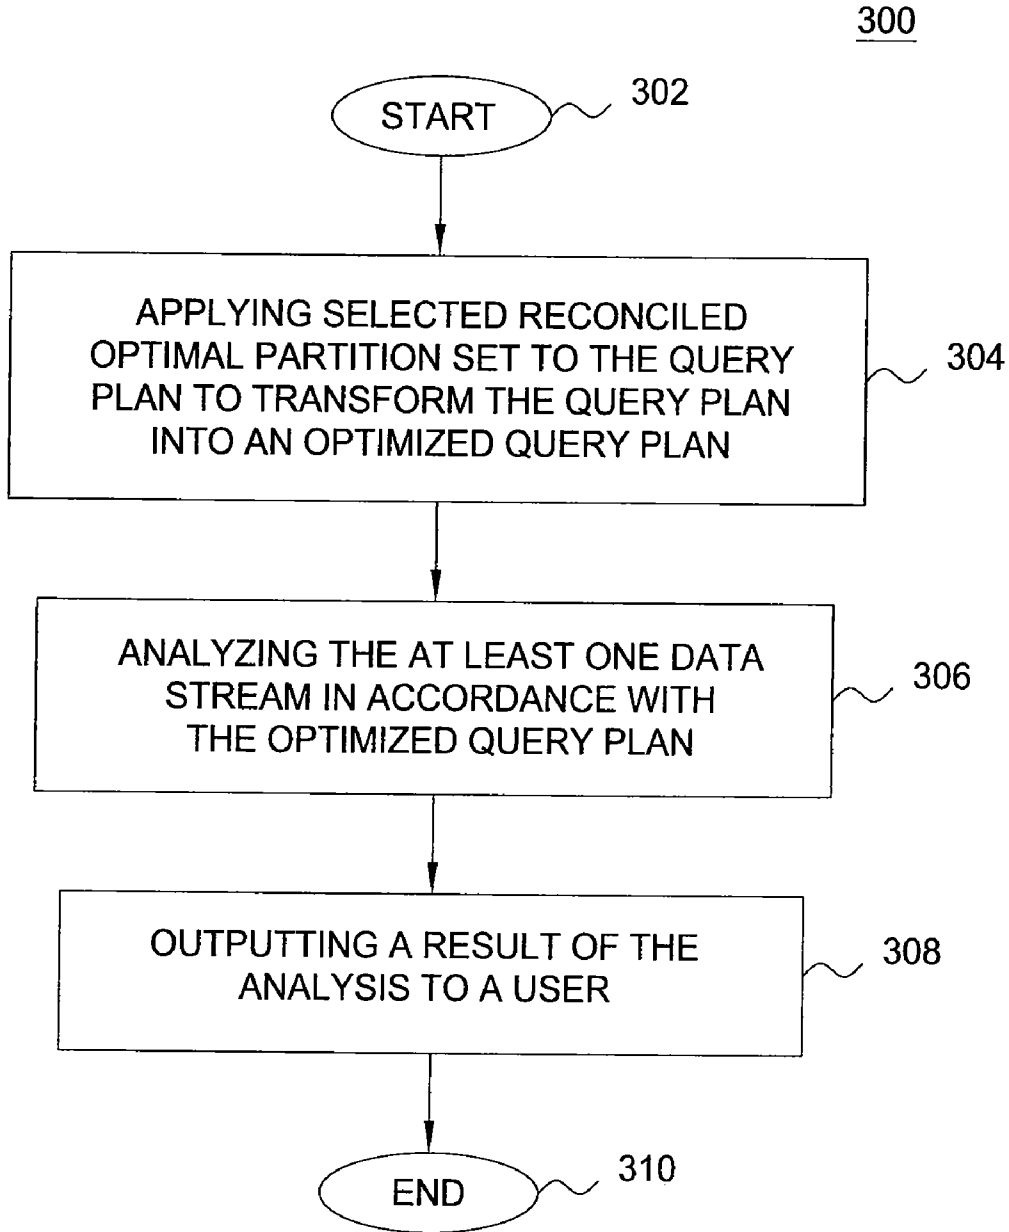 300
START
302
APPLYING SELECTED RECONCILED
OPTIMAL PARTITION SET TO THE QUERY
PLAN TO TRANSFORM THE QUERY PLAN
INTO AN OPTIMIZED QUERY PLAN
304
ANALYZING THE AT LEAST ONE DATA
STREAM IN ACCORDANCE WITH
THE OPTIMIZED QUERY PLAN
306
OUTPUTTING A RESULT OF THE
ANALYSIS TO A USER
308
END
310